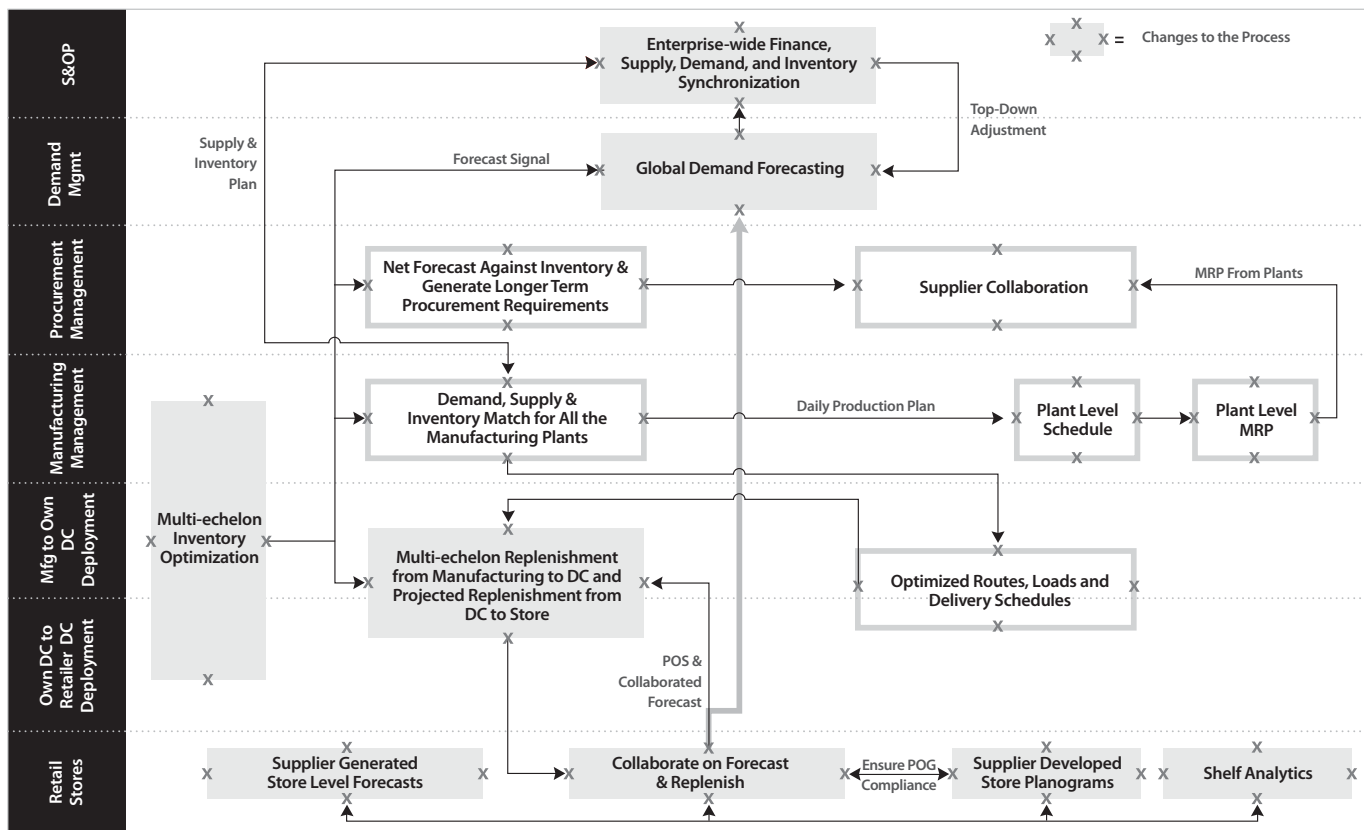 S&OP
Enterprise-wide Finance,
Supply, Demand, and Inventory
Synchronization
X X = Changes to the Process
Top-Down
Adjustment
Supply &
Inventory
Plan
Demand
Mgmt
Forecast Signal
Global Demand Forecasting
Procurement
Management
Net Forecast Against Inventory &
Generate Longer Term
Procurement Requirements
Supplier Collaboration
MRP From Plants
Manufacturing
Management
Demand, Supply &
Inventory Match for All the
Manufacturing Plants
Daily Production Plan
Plant Level
Schedule
Plant Level
MRP
Mfg to Own
DC
Deployment
Multi-echelon
Inventory
Optimization
Multi-echelon Replenishment
from Manufacturing to DC and
Projected Replenishment from
DC to Store
Optimized Routes, Loads and
Delivery Schedules
Own DC to
Retailer DC
Deployment
POS &
Collaborated
Forecast
Retail
Stores
Supplier Generated
Store Level Forecasts
Collaborate on Forecast
& Replenish
Ensure POG
Compliance
Supplier Developed
Store Planograms
Shelf Analytics